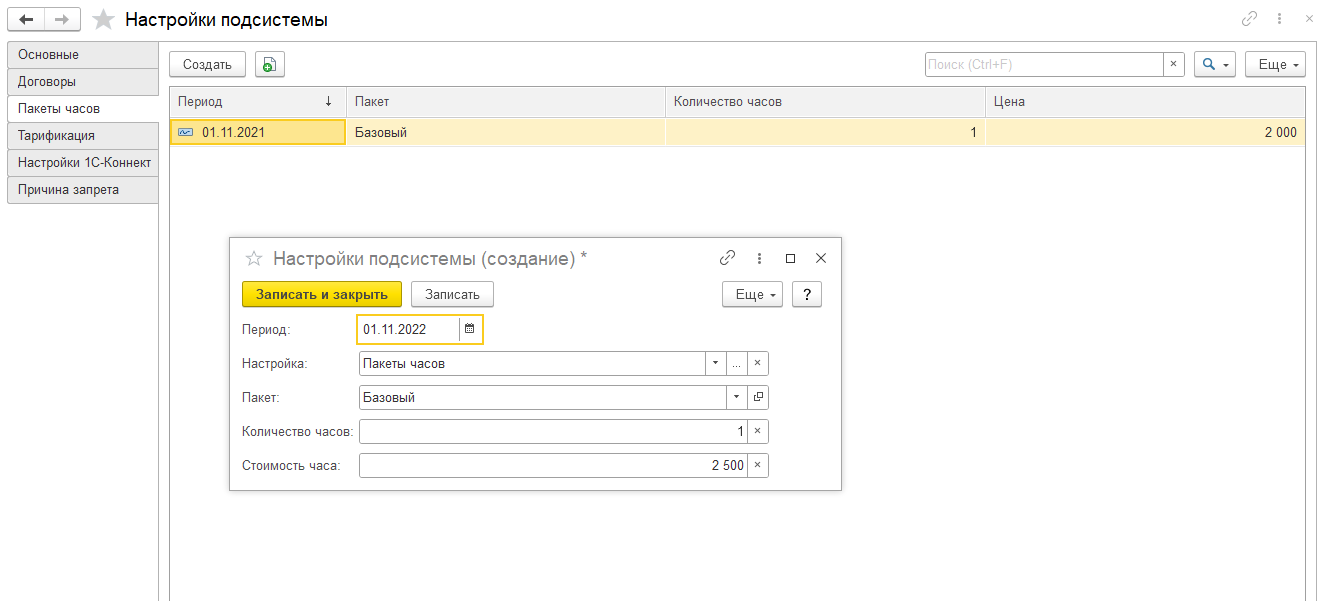 Настройки подсистемы
Основные
Договоры
Пакеты часов
Тарификация
Настройки 1С-Коннект
Причина запрета
Создать
Поиск (Ctrl+F)
×
Еще
Период ↓ Пакет Количество часов Цена
01.11.2021 Базовый 1 2 000
Настройки подсистемы (создание) *
Записать и закрыть Записать Еще ?
Период: 01.11.2022
Настройка: Пакеты часов ... ×
Пакет: Базовый
Количество часов: 1 ×
Стоимость часа: 2 500 ×